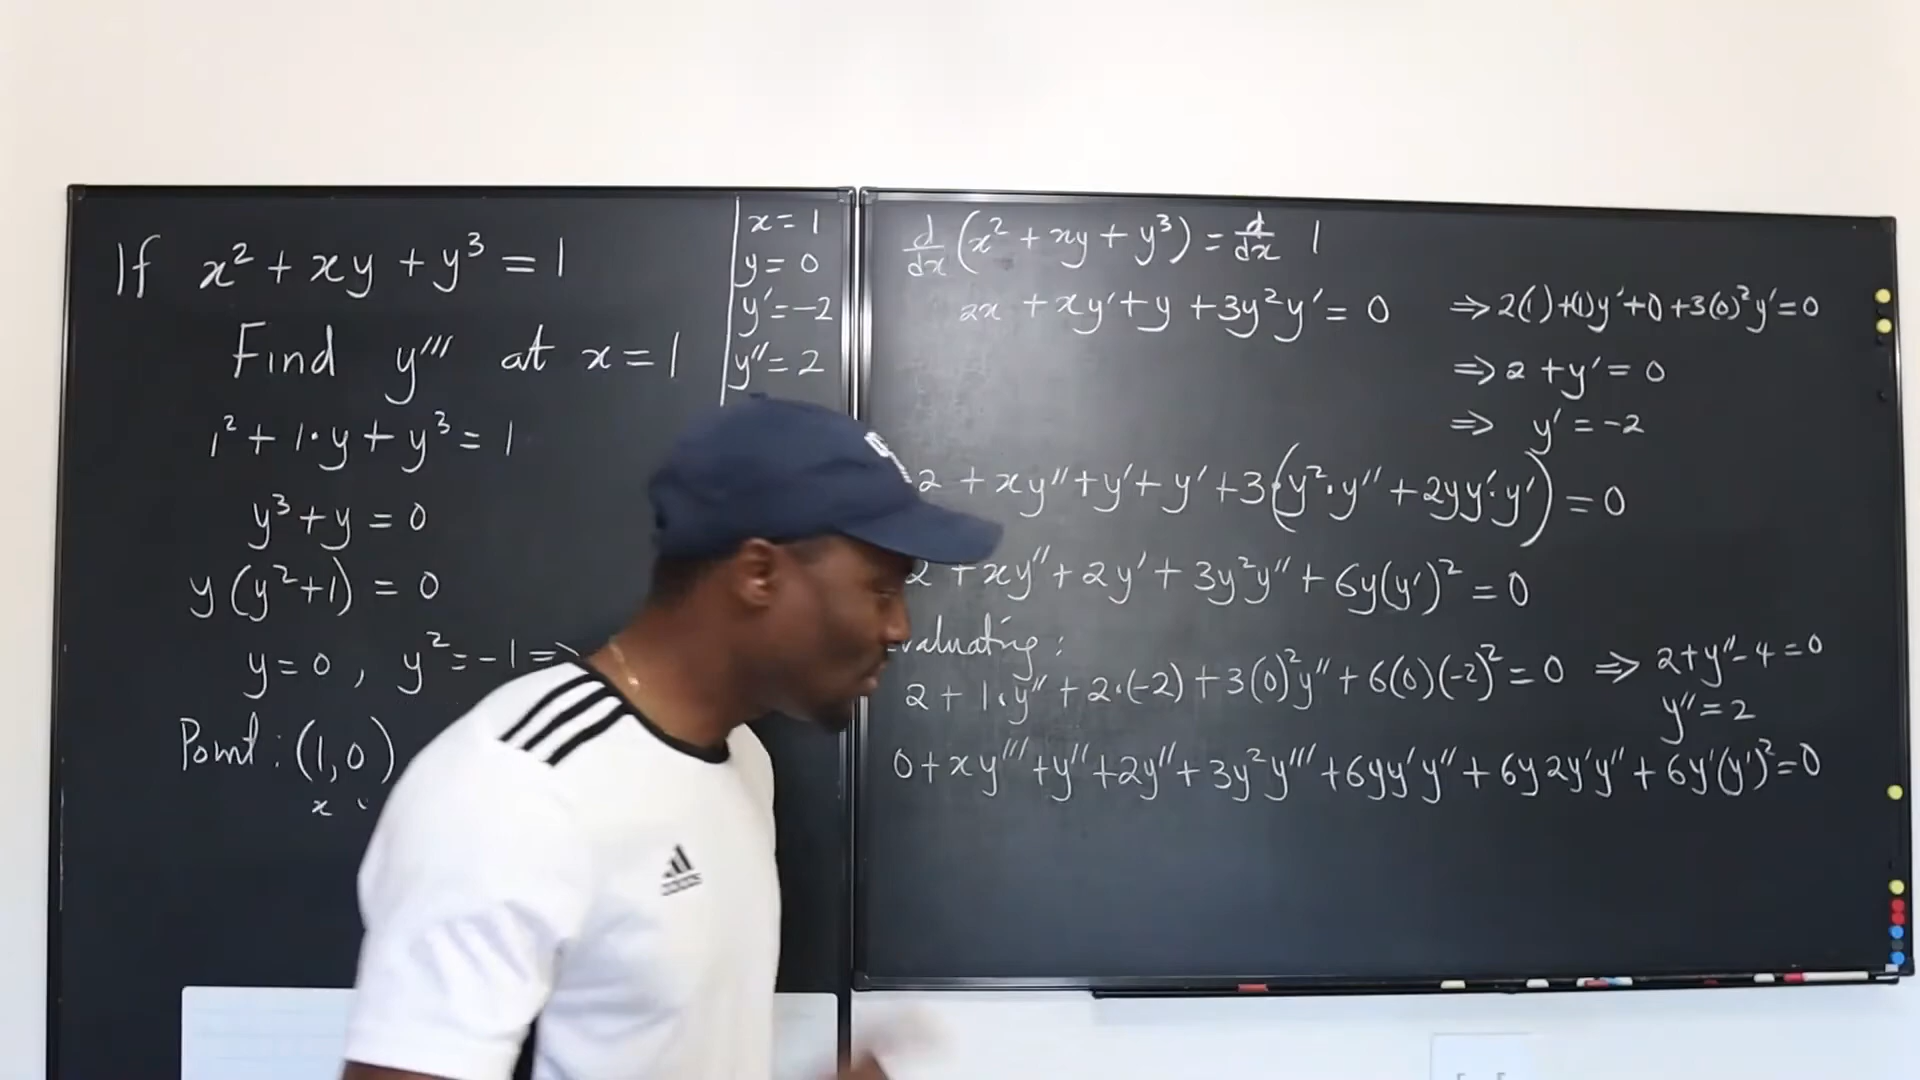 If x² + xy + y³ = 1
Find y''' at x = 1
1² + 1·y + y³ = 1
y³ + y = 0
y(y² + 1) = 0
y = 0 , y² = -1 ⇒
Point : (1, 0)
x
x = 1
y = 0
y' = -2
y'' = 2
d/dx (x² + xy + y³) = d/dx 1
2x + xy' + y + 3y²y' = 0 ⇒ 2(1) + (1)y' + 0 + 3(0)²y' = 0
⇒ 2 + y' = 0
⇒ y' = -2
2 + xy'' + y' + y' + 3(y²·y'' + 2yy'·y') = 0
2 + xy'' + 2y' + 3y²y'' + 6y(y')² = 0
valuating :
2 + 1·y'' + 2·(-2) + 3(0)²y'' + 6(0)(-2)² = 0 ⇒ 2 + y'' - 4 = 0
y'' = 2
0 + xy''' + y'' + 2y'' + 3y²y''' + 6yy'y'' + 6y2y'y'' + 6y'(y')² = 0
adidas